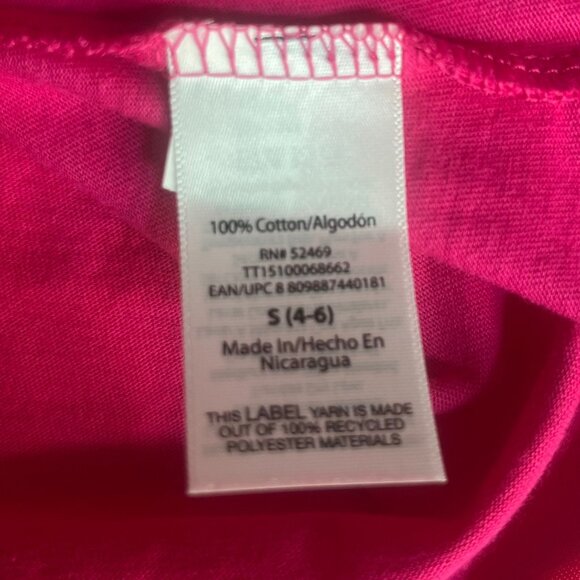 100% Cotton/Algodón
RN# 52469
TT15100068662
EAN/UPC 8 809887440181
S (4-6)
Made In/Hecho En
Nicaragua
THIS LABEL YARN IS MADE
OUT OF 100% RECYCLED
POLYESTER MATERIALS